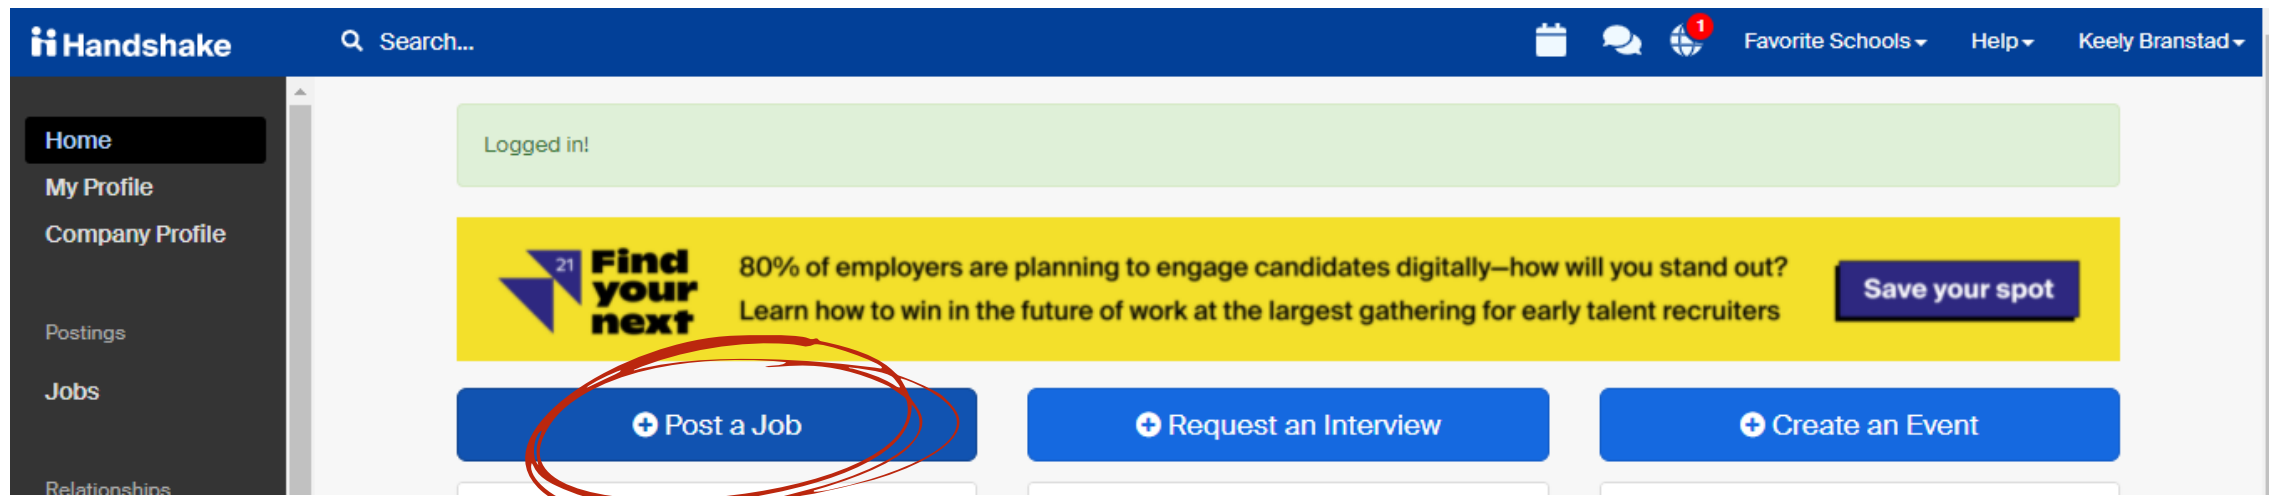 Handshake
Search...
1
Favorite Schools
Help
Keely Branstad
Home
My Profile
Company Profile
Postings
Jobs
Relationships
Logged in!
21
Find
your
next
80% of employers are planning to engage candidates digitally—how will you stand out?
Learn how to win in the future of work at the largest gathering for early talent recruiters
Save your spot
Post a Job
Request an Interview
Create an Event